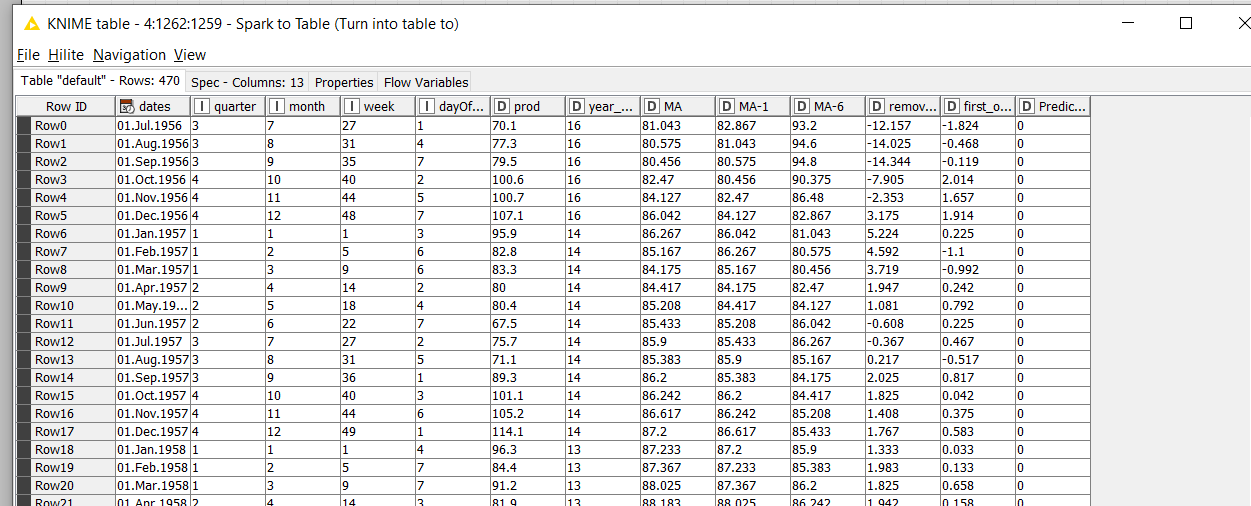 KNIME table - 4:1262:1259 - Spark to Table (Turn into table to)
File Hilite Navigation View
Table "default" - Rows: 470 Spec - Columns: 13 Properties Flow Variables
Row ID dates I quarter I month I week I dayOf... D prod D year_... D MA D MA-1 D MA-6 D remov... D first_o... D Predic...
Row0 01.Jul.1956 3 7 27 1 70.1 16 81.043 82.867 93.2 -12.157 -1.824 0
Row1 01.Aug.1956 3 8 31 4 77.3 16 80.575 81.043 94.6 -14.025 -0.468 0
Row2 01.Sep.1956 3 9 35 7 79.5 16 80.456 80.575 94.8 -14.344 -0.119 0
Row3 01.Oct.1956 4 10 40 2 100.6 16 82.47 80.456 90.375 -7.905 2.014 0
Row4 01.Nov.1956 4 11 44 5 100.7 16 84.127 82.47 86.48 -2.353 1.657 0
Row5 01.Dec.1956 4 12 48 7 107.1 16 86.042 84.127 82.867 3.175 1.914 0
Row6 01.Jan.1957 1 1 1 3 95.9 14 86.267 86.042 81.043 5.224 0.225 0
Row7 01.Feb.1957 1 2 5 6 82.8 14 85.167 86.267 80.575 4.592 -1.1 0
Row8 01.Mar.1957 1 3 9 6 83.3 14 84.175 85.167 80.456 3.719 -0.992 0
Row9 01.Apr.1957 2 4 14 2 80 14 84.417 84.175 82.47 1.947 0.242 0
Row10 01.May.19... 2 5 18 4 80.4 14 85.208 84.417 84.127 1.081 0.792 0
Row11 01.Jun.1957 2 6 22 7 67.5 14 85.433 85.208 86.042 -0.608 0.225 0
Row12 01.Jul.1957 3 7 27 2 75.7 14 85.9 85.433 86.267 -0.367 0.467 0
Row13 01.Aug.1957 3 8 31 5 71.1 14 85.383 85.9 85.167 0.217 -0.517 0
Row14 01.Sep.1957 3 9 36 1 89.3 14 86.2 85.383 84.175 2.025 0.817 0
Row15 01.Oct.1957 4 10 40 3 101.1 14 86.242 86.2 84.417 1.825 0.042 0
Row16 01.Nov.1957 4 11 44 6 105.2 14 86.617 86.242 85.208 1.408 0.375 0
Row17 01.Dec.1957 4 12 49 1 114.1 14 87.2 86.617 85.433 1.767 0.583 0
Row18 01.Jan.1958 1 1 1 4 96.3 13 87.233 87.2 85.9 1.333 0.033 0
Row19 01.Feb.1958 1 2 5 7 84.4 13 87.367 87.233 85.383 1.983 0.133 0
Row20 01.Mar.1958 1 3 9 7 91.2 13 88.025 87.367 86.2 1.825 0.658 0
Row21 01.Apr.1958 2 4 14 3 81.9 13 88.183 88.025 86.242 1.942 0.158 0